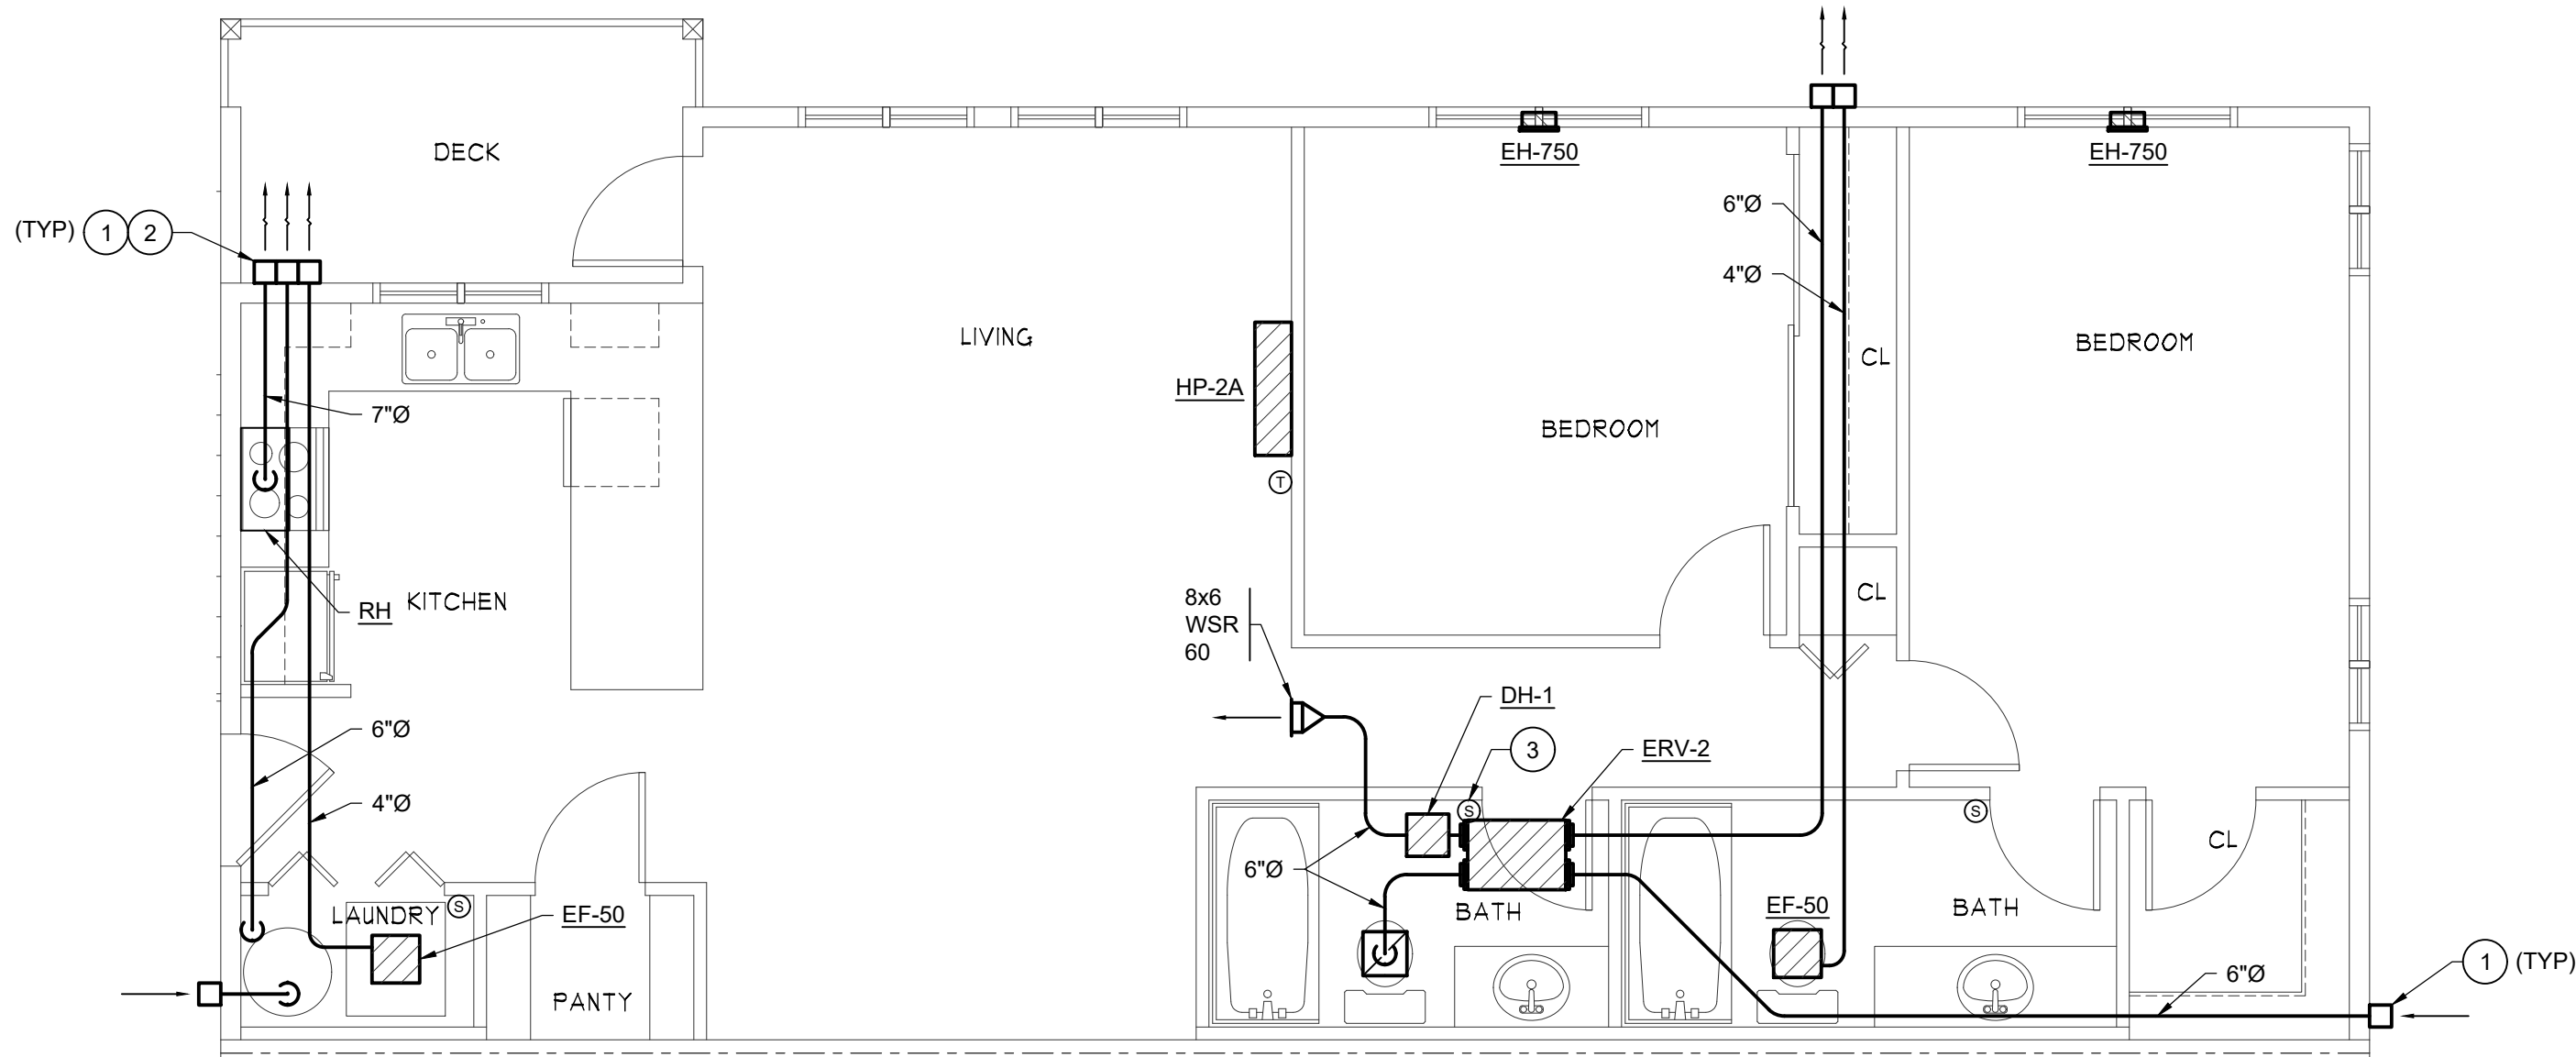 DECK
EH-750
EH-750
6"Ø
(TYP) 1 2
4"Ø
LIVING
CL
BEDROOM
HP-2A
7"Ø
BEDROOM
T
8x6
WSR
60
CL
KITCHEN
RH
DH-1
6"Ø
3
ERV-2
4"Ø
S
S
CL
6"Ø
LAUNDRY
S
EF-50
BATH
EF-50
BATH
1 (TYP)
6"Ø
PANTY